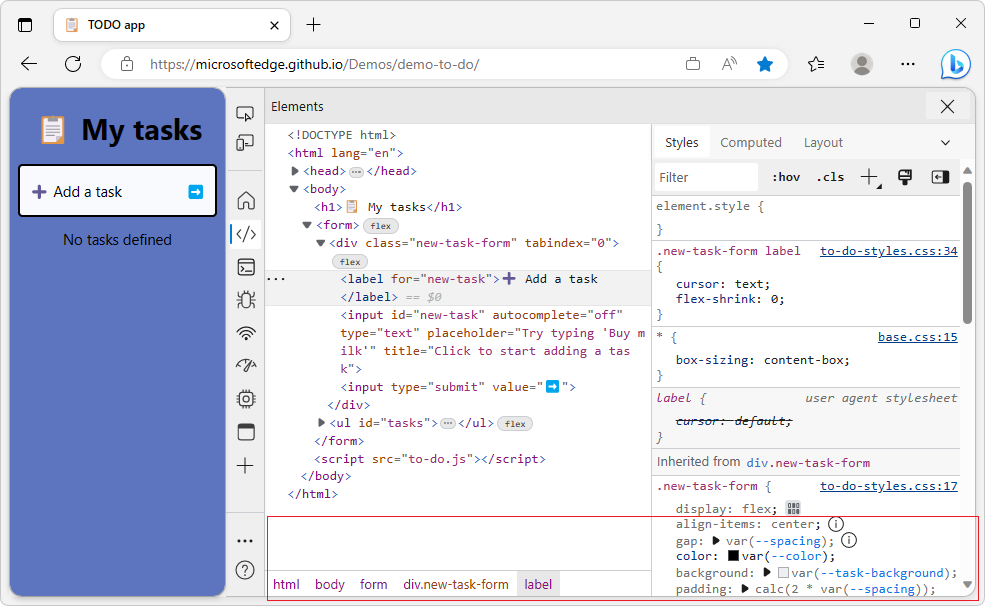 TODO app
https://microsoftedge.github.io/Demos/demo-to-do/
My tasks
Add a task
No tasks defined
Elements
<!DOCTYPE html>
<html lang="en">
<head> … </head>
<body>
<h1>📋 My tasks</h1>
<form> flex
<div class="new-task-form" tabindex="0">
flex
<label for="new-task">➕ Add a task
</label> == $0
<input id="new-task" autocomplete="off"
type="text" placeholder="Try typing 'Buy m
ilk'" title="Click to start adding a tas
k">
<input type="submit" value="➡️">
</div>
<ul id="tasks"> … </ul> flex
</form>
<script src="to-do.js"></script>
</body>
</html>
html body form div.new-task-form label
Styles Computed Layout
Filter :hov .cls
element.style {
}
.new-task-form label to-do-styles.css:34
{
cursor: text;
flex-shrink: 0;
}
* { base.css:15
box-sizing: content-box;
}
label { user agent stylesheet
cursor: default;
}
Inherited from div.new-task-form
.new-task-form { to-do-styles.css:17
display: flex;
align-items: center;
gap: var(--spacing);
color: var(--color);
background: var(--task-background);
padding: calc(2 * var(--spacing));